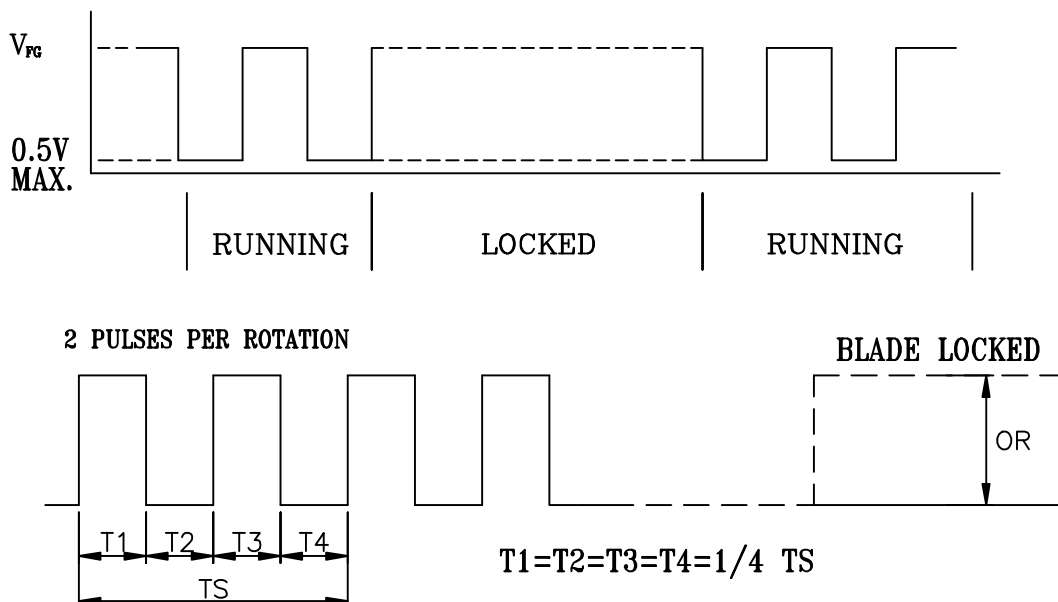 VFG
0.5V
MAX.
RUNNING
LOCKED
RUNNING
2 PULSES PER ROTATION
BLADE LOCKED
OR
T1
T2
T3
T4
TS
T1=T2=T3=T4=1/4 TS